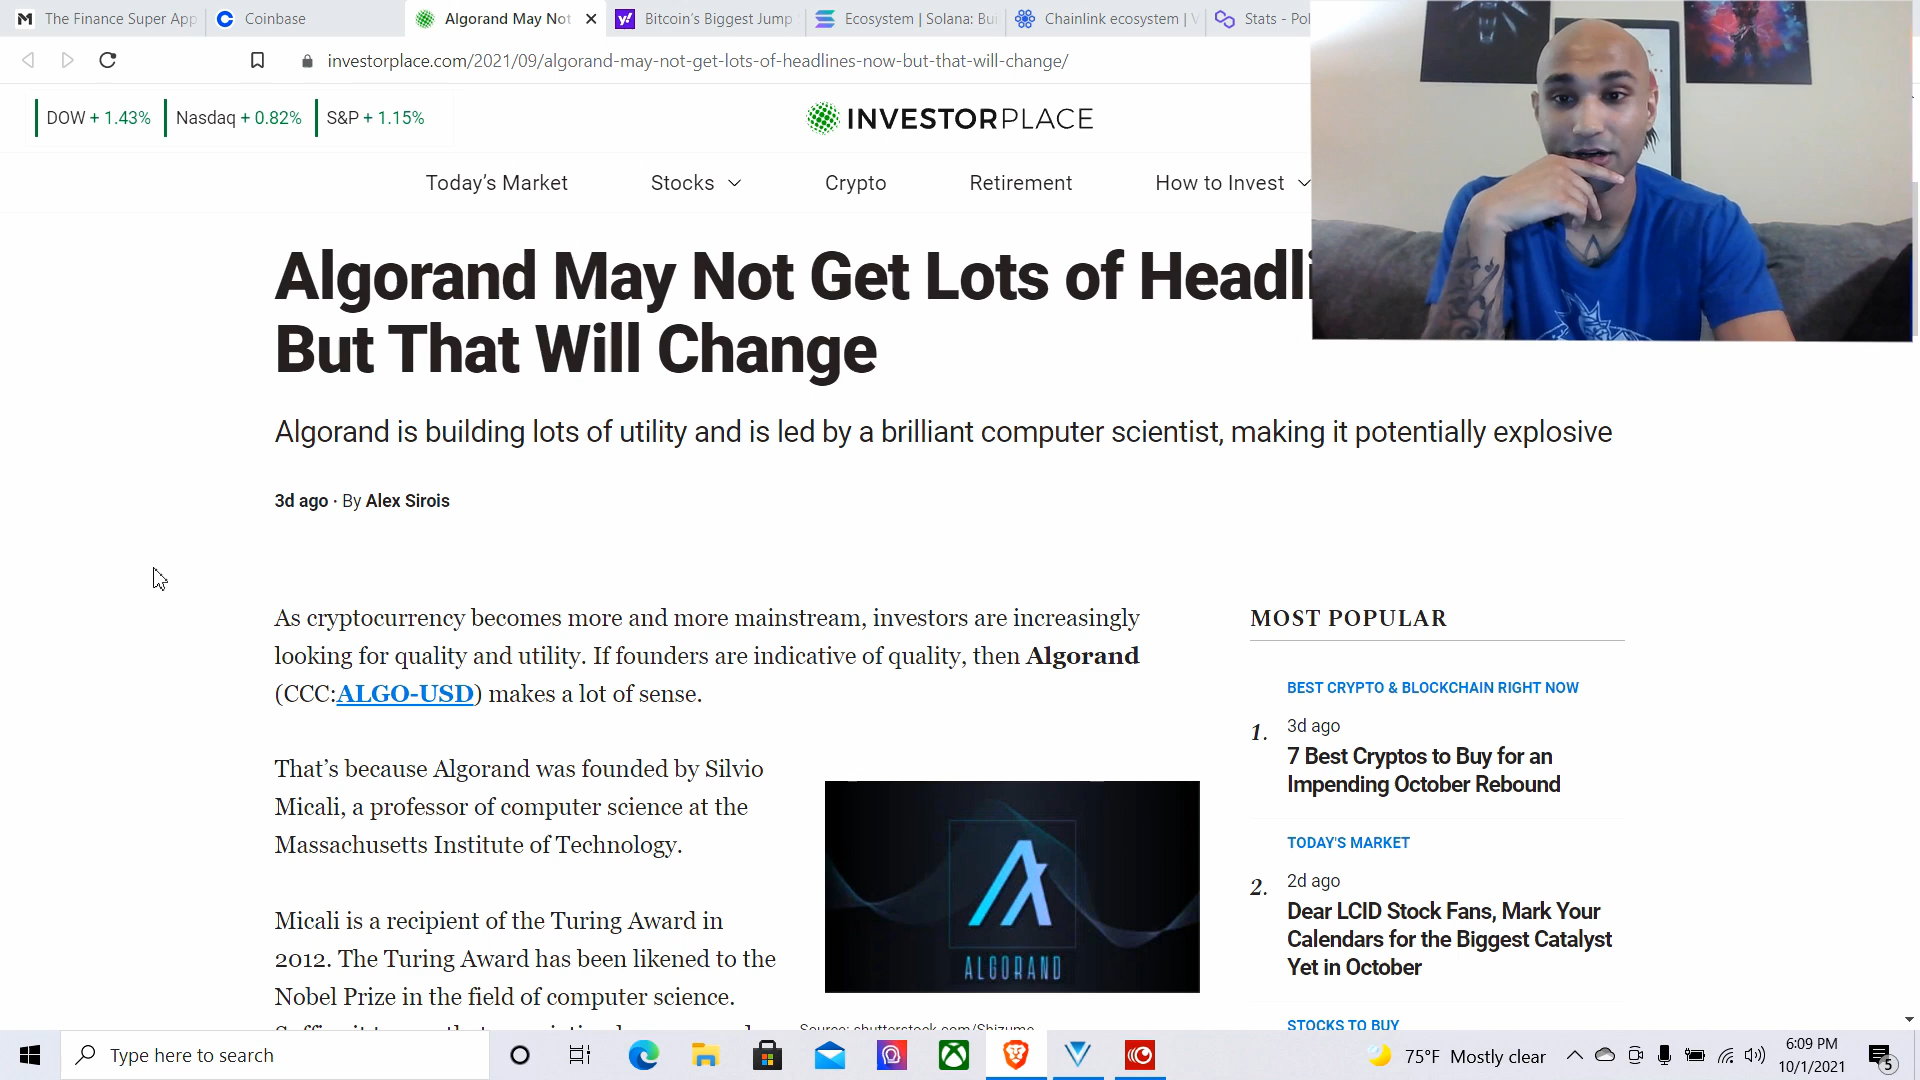 The Finance Super App
Coinbase
Algorand May Not
Bitcoin's Biggest Jump
Ecosystem | Solana: Bui
Chainlink ecosystem |
Stats - Pol
investorplace.com/2021/09/algorand-may-not-get-lots-of-headlines-now-but-that-will-change/
DOW + 1.43% Nasdaq + 0.82% S&P + 1.15%
INVESTORPLACE
Today's Market Stocks Crypto Retirement How to Invest
Algorand May Not Get Lots of Headli
But That Will Change
Algorand is building lots of utility and is led by a brilliant computer scientist, making it potentially explosive
3d ago · By Alex Sirois
As cryptocurrency becomes more and more mainstream, investors are increasingly
looking for quality and utility. If founders are indicative of quality, then Algorand
(CCC:ALGO-USD) makes a lot of sense.
That's because Algorand was founded by Silvio
Micali, a professor of computer science at the
Massachusetts Institute of Technology.
Micali is a recipient of the Turing Award in
2012. The Turing Award has been likened to the
Nobel Prize in the field of computer science.
ALGORAND
Source: shutterstock.com/Shizume
MOST POPULAR
BEST CRYPTO & BLOCKCHAIN RIGHT NOW
1.
3d ago
7 Best Cryptos to Buy for an
Impending October Rebound
TODAY'S MARKET
2.
2d ago
Dear LCID Stock Fans, Mark Your
Calendars for the Biggest Catalyst
Yet in October
STOCKS TO BUY
Type here to search
75°F Mostly clear
6:09 PM
10/1/2021
5